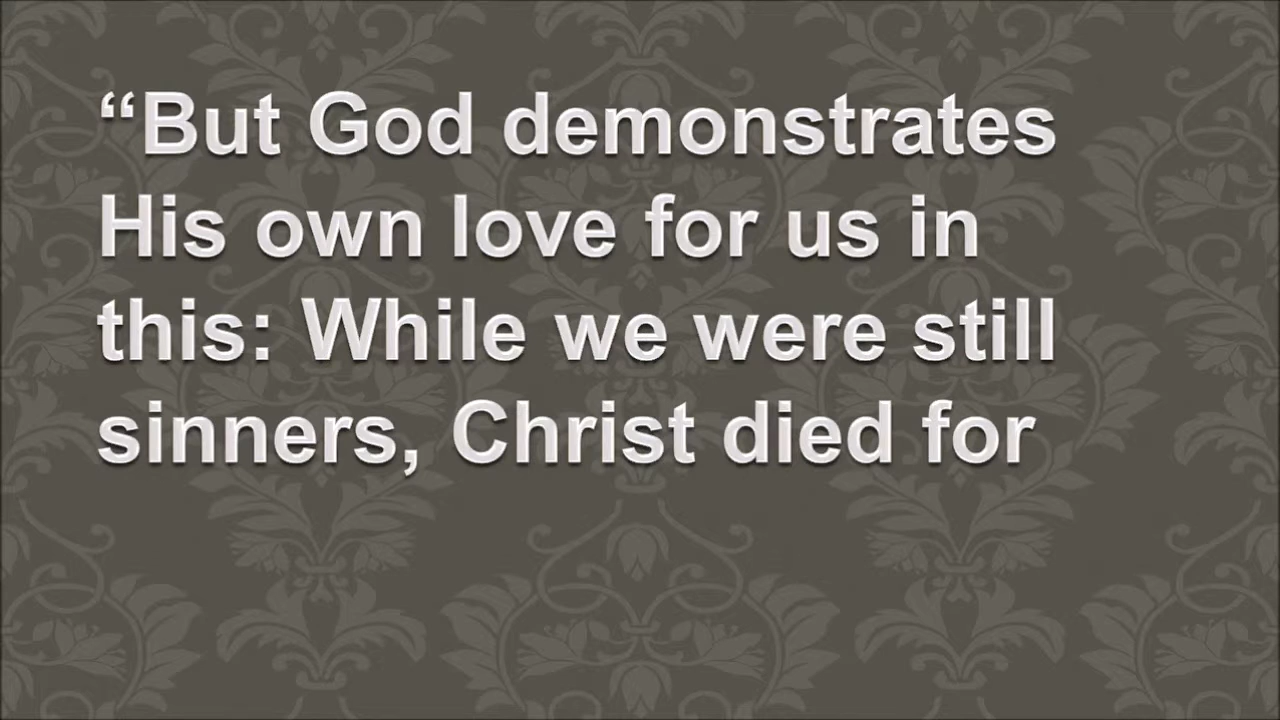 “But God demonstrates
His own love for us in
this: While we were still
sinners, Christ died for